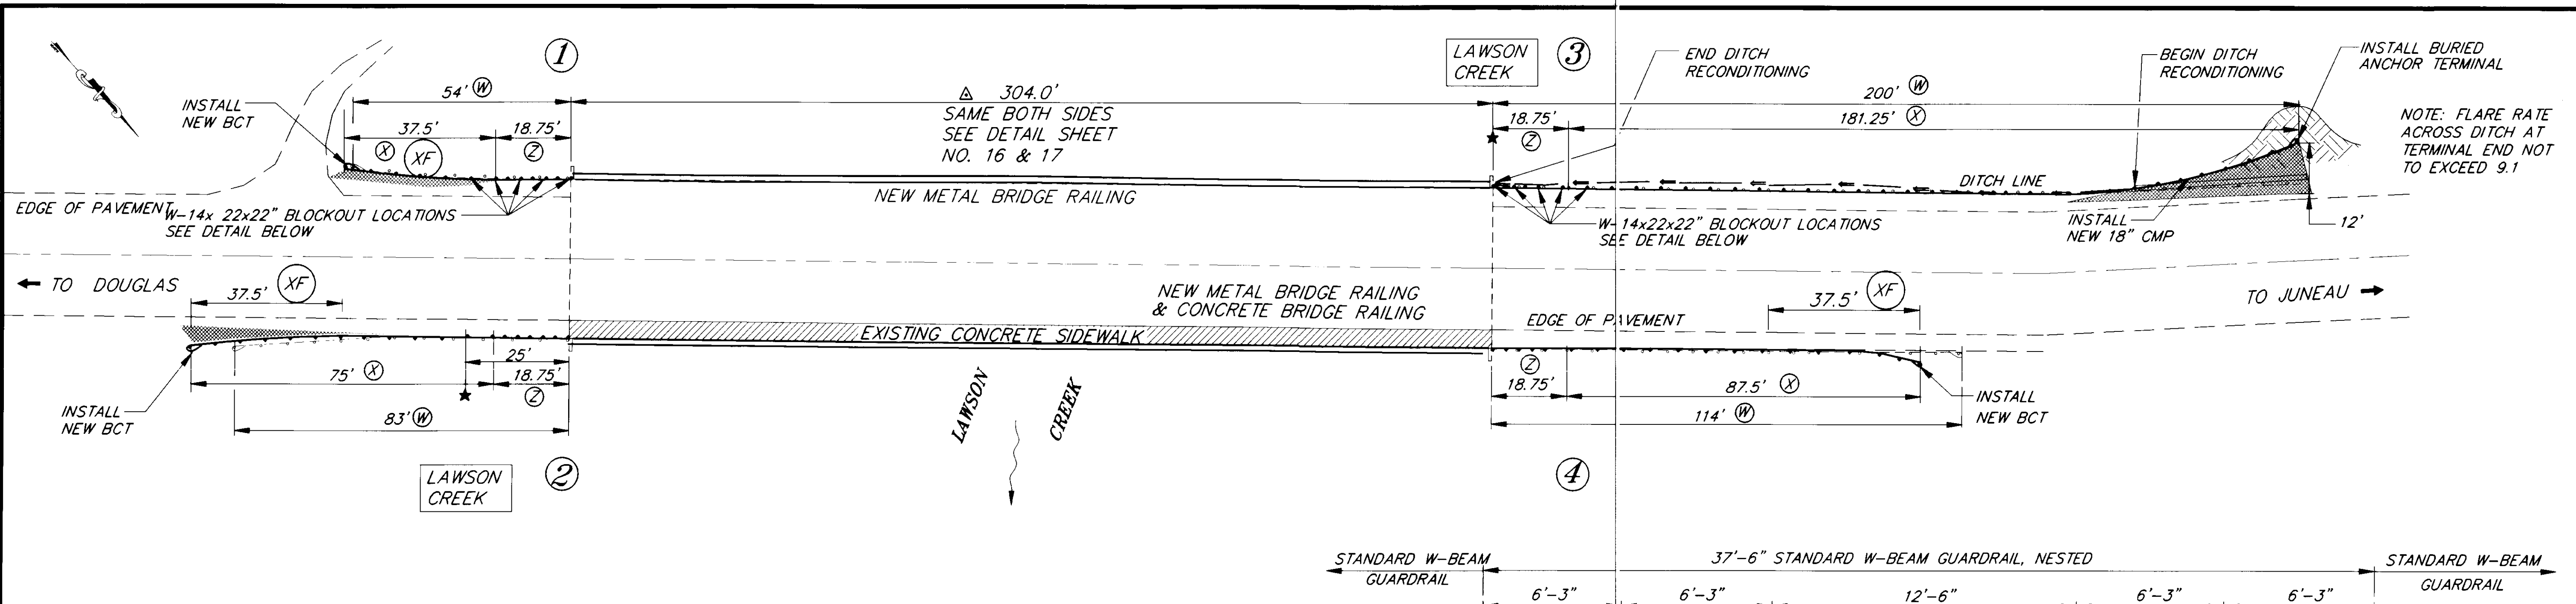 1
LAWSON
CREEK
3
END DITCH
RECONDITIONING
BEGIN DITCH
RECONDITIONING
INSTALL BURIED
ANCHOR TERMINAL
54' W
304.0'
SAME BOTH SIDES
SEE DETAIL SHEET
NO. 16 & 17
200' W
INSTALL
NEW BCT
37.5'
18.75'
X
XF
Z
18.75'
Z
181.25' X
NOTE: FLARE RATE
ACROSS DITCH AT
TERMINAL END NOT
TO EXCEED 9.1
EDGE OF PAVEMENT
W-14x 22x22" BLOCKOUT LOCATIONS
SEE DETAIL BELOW
NEW METAL BRIDGE RAILING
DITCH LINE
W-14x22x22" BLOCKOUT LOCATIONS
SEE DETAIL BELOW
INSTALL
NEW 18" CMP
12'
TO DOUGLAS
37.5' XF
NEW METAL BRIDGE RAILING
& CONCRETE BRIDGE RAILING
37.5' XF
TO JUNEAU
EXISTING CONCRETE SIDEWALK
EDGE OF PAVEMENT
25'
75' X
18.75'
Z
83' W
INSTALL
NEW BCT
LAWSON
CREEK
Z
18.75'
87.5' X
114' W
INSTALL
NEW BCT
LAWSON
CREEK
2
4
STANDARD W-BEAM
GUARDRAIL
37'-6" STANDARD W-BEAM GUARDRAIL, NESTED
STANDARD W-BEAM
GUARDRAIL
6'-3"
6'-3"
12'-6"
6'-3"
6'-3"